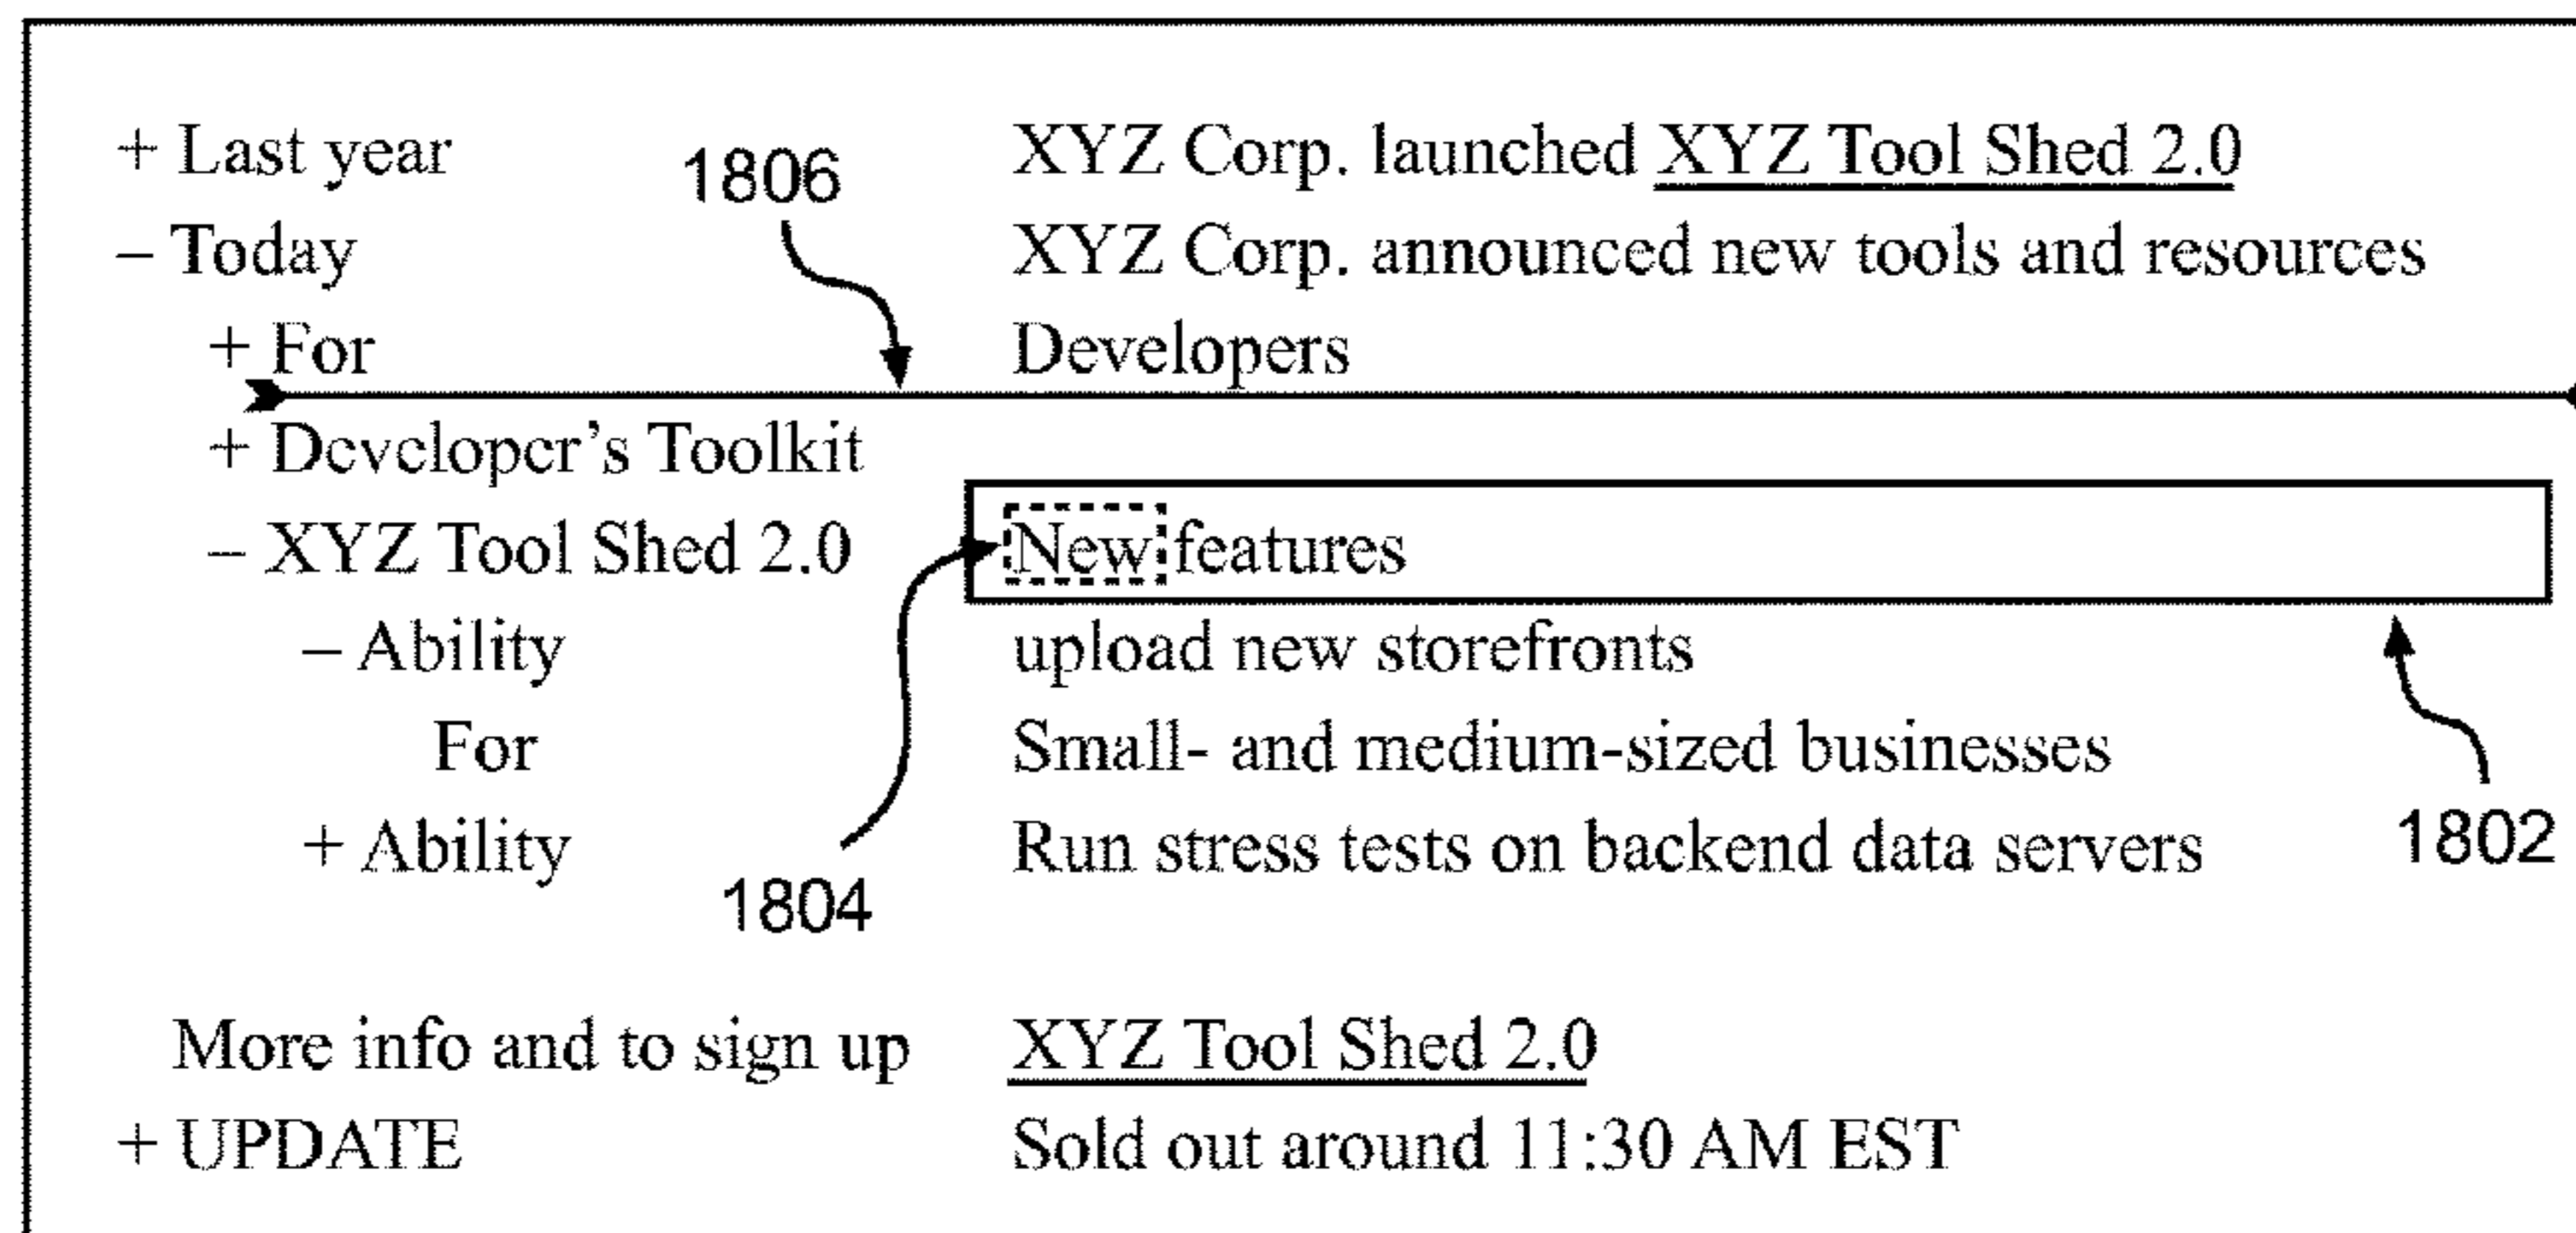 + Last year XYZ Corp. launched XYZ Tool Shed 2.0
1806
– Today XYZ Corp. announced new tools and resources
+ For Developers
+ Developer's Toolkit
– XYZ Tool Shed 2.0 New features
– Ability upload new storefronts
For Small- and medium-sized businesses
+ Ability Run stress tests on backend data servers
1802
1804
More info and to sign up XYZ Tool Shed 2.0
+ UPDATE Sold out around 11:30 AM EST